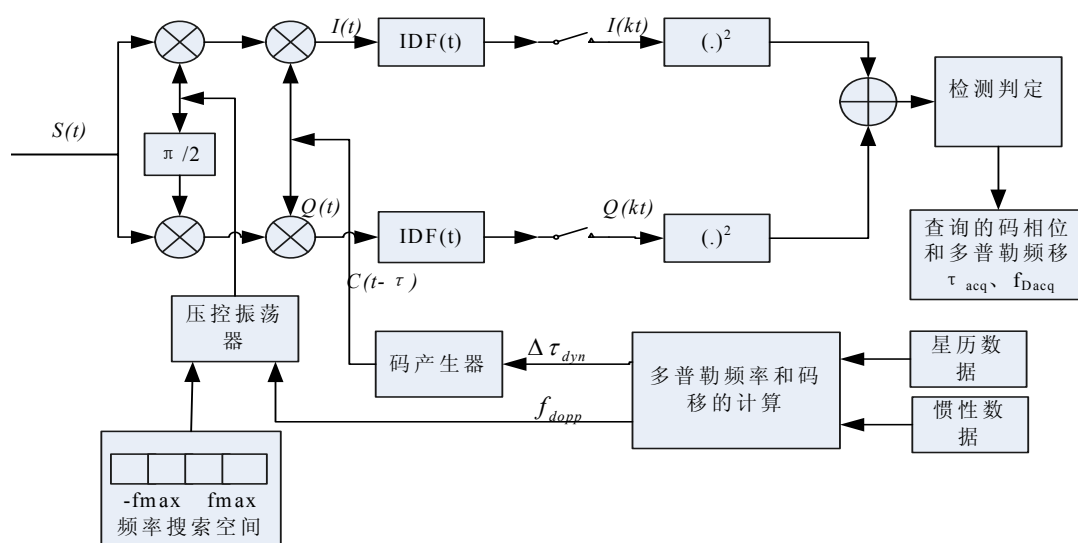 I(t)
IDF(t)
I(kt)
(.)²
检测判定
S(t)
π/2
Q(t)
IDF(t)
Q(kt)
(.)²
查询的码相位
和多普勒频移
τ acq、f Dacq
C(t- τ)
压控振荡
器
码产生器
Δτ dyn
多普勒频率和码
移的计算
星历数
据
f dopp
惯性数
据
-fmax fmax
频率搜索空间